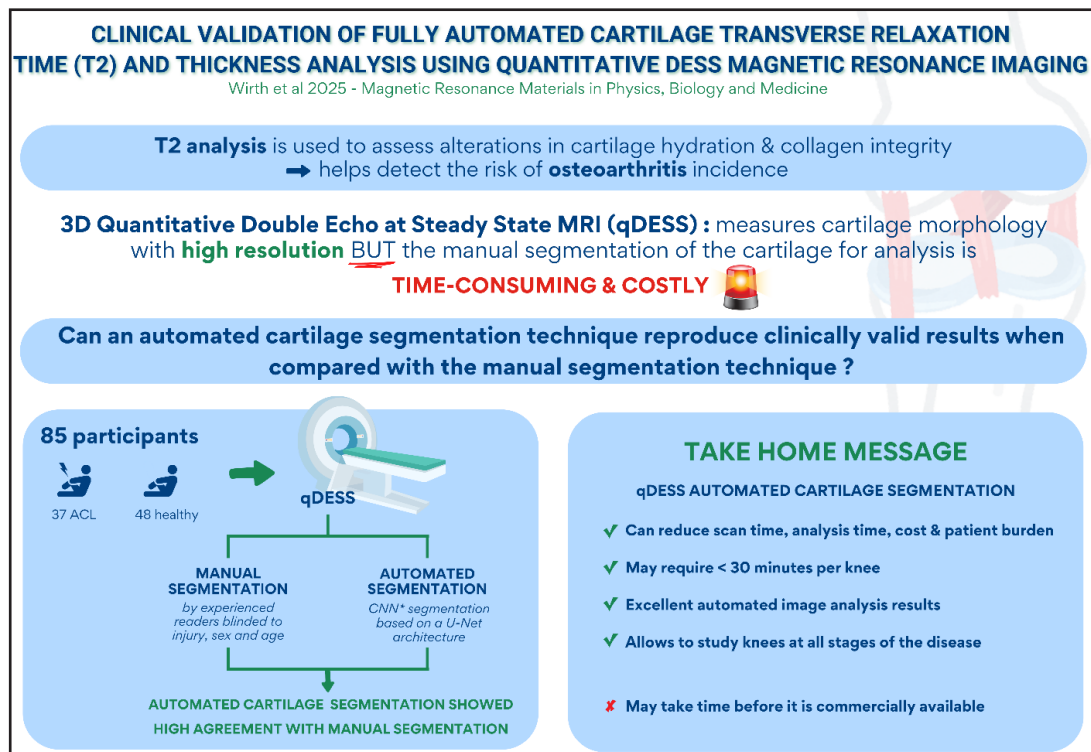 CLINICAL VALIDATION OF FULLY AUTOMATED CARTILAGE TRANSVERSE RELAXATION
TIME (T2) AND THICKNESS ANALYSIS USING QUANTITATIVE DESS MAGNETIC RESONANCE IMAGING
Wirth et al 2025 - Magnetic Resonance Materials in Physics, Biology and Medicine
T2 analysis is used to assess alterations in cartilage hydration & collagen integrity
➡ helps detect the risk of osteoarthritis incidence
3D Quantitative Double Echo at Steady State MRI (qDESS) : measures cartilage morphology
with high resolution BUT the manual segmentation of the cartilage for analysis is
TIME-CONSUMING & COSTLY
Can an automated cartilage segmentation technique reproduce clinically valid results when
compared with the manual segmentation technique ?
85 participants
37 ACL
48 healthy
qDESS
MANUAL
SEGMENTATION
by experienced
readers blinded to
injury, sex and age
AUTOMATED
SEGMENTATION
CNN* segmentation
based on a U-Net
architecture
AUTOMATED CARTILAGE SEGMENTATION SHOWED
HIGH AGREEMENT WITH MANUAL SEGMENTATION
TAKE HOME MESSAGE
qDESS AUTOMATED CARTILAGE SEGMENTATION
✓ Can reduce scan time, analysis time, cost & patient burden
✓ May require < 30 minutes per knee
✓ Excellent automated image analysis results
✓ Allows to study knees at all stages of the disease
✘ May take time before it is commercially available